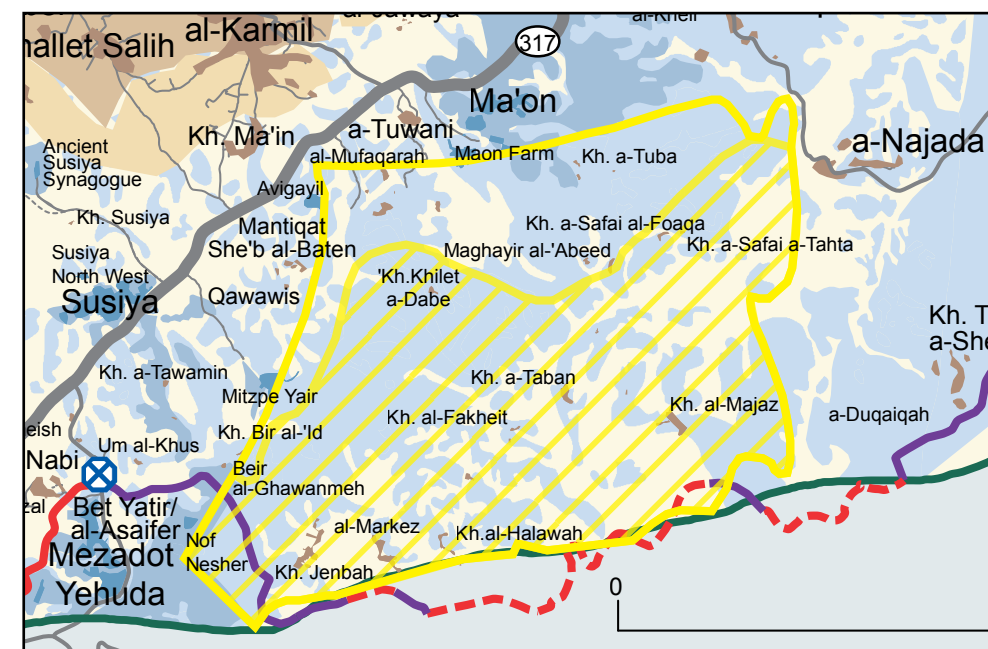 al-Karmil
317
Ma'on
Kh. Ma'in
a-Tuwani
a-Najada
Ancient
Susiya
Synagogue
al-Mufaqarah
Maon Farm
Kh. a-Tuba
Avigayil
Kh. Susiya
Mantiqat
She'b al-Baten
Kh. a-Safai al-Foaqa
Maghayir al-'Abeed
Kh. a-Safai a-Tahta
Susiya
North West
Susiya
'Kh.Khilet
a-Dabe
Qawawis
Kh. T
a-She
Kh. a-Tawamin
Kh. a-Taban
Mitzpe Yair
Kh. al-Fakheit
Kh. al-Majaz
a-Duqaiqah
eish
Um al-Khus
Kh. Bir al-'Id
Nabi
Beir
al-Ghawanmeh
zal
Bet Yatir/
al-Asaifer
al-Markez
Kh.al-Halawah
Nof
Nesher
Mezadot
Yehuda
Kh. Jenbah
0